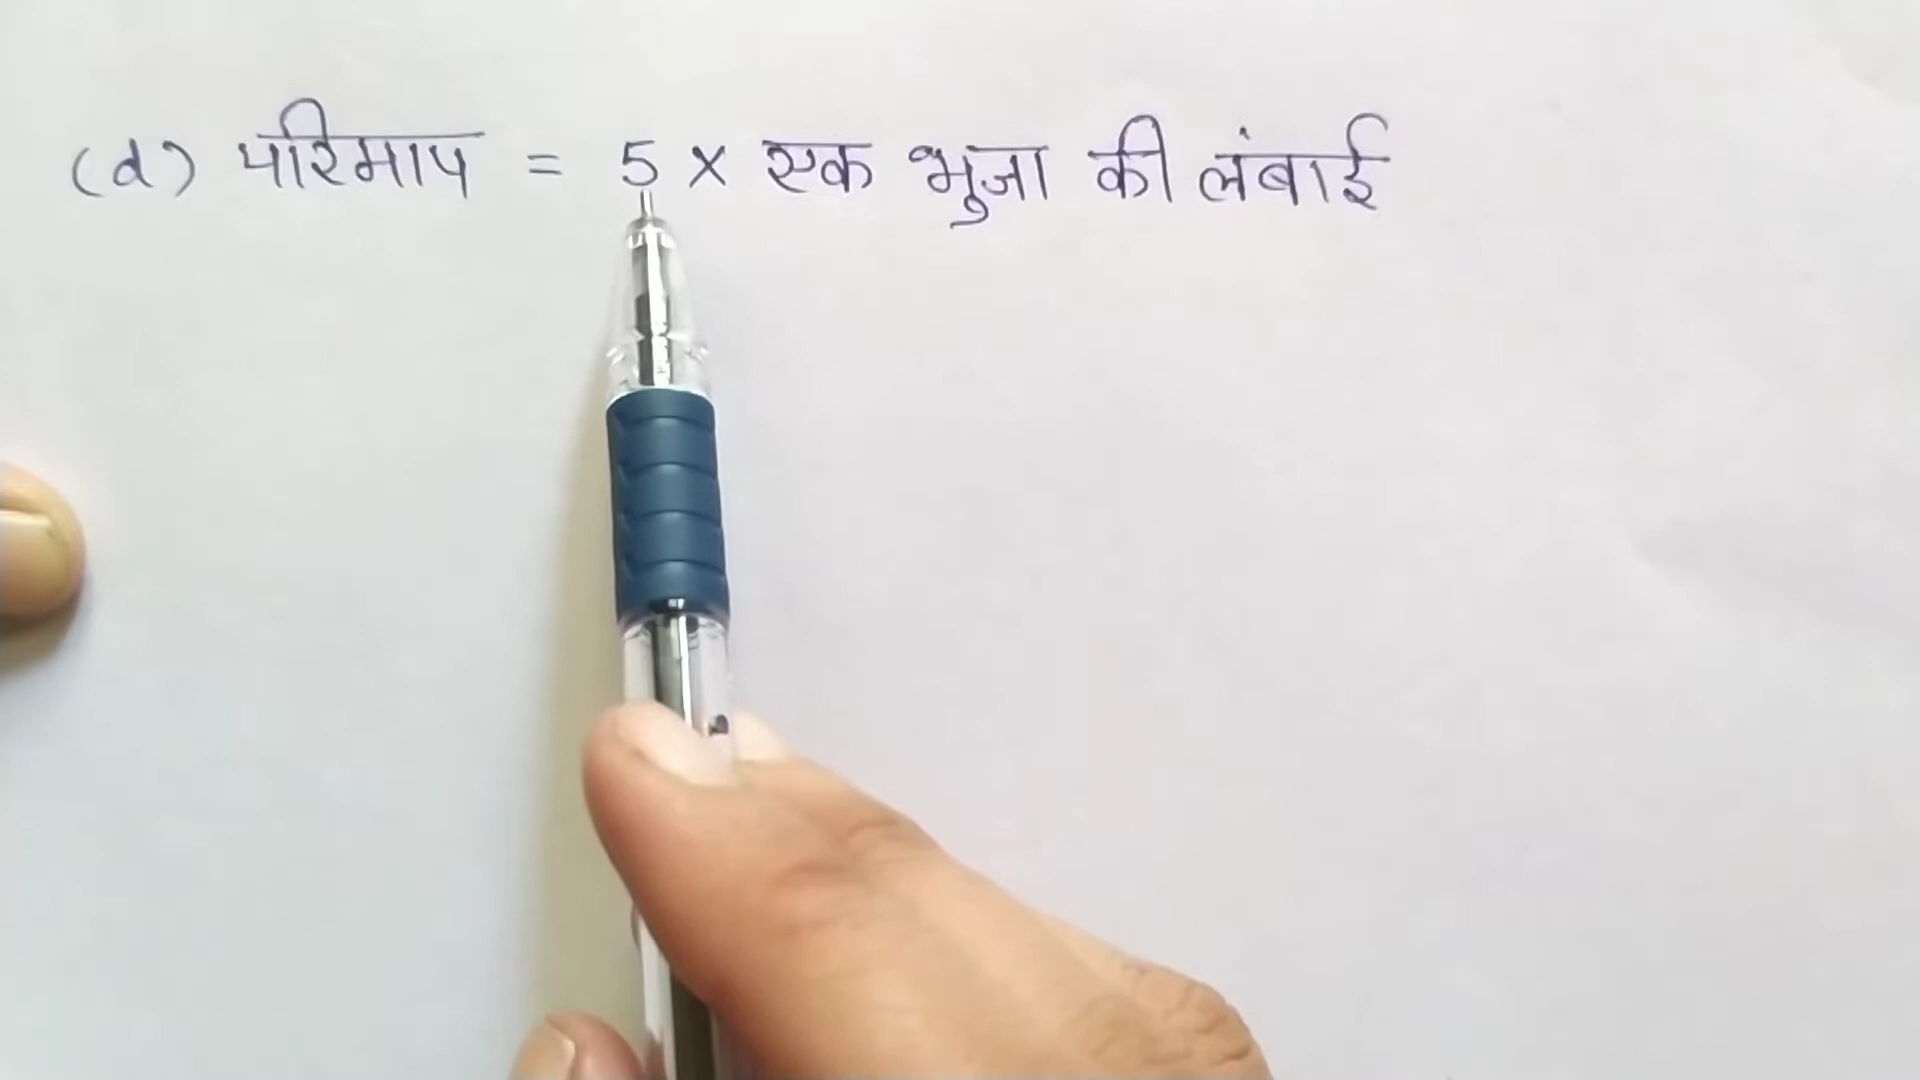 (d) परिमाप = 5 × एक भुजा की लंबाई